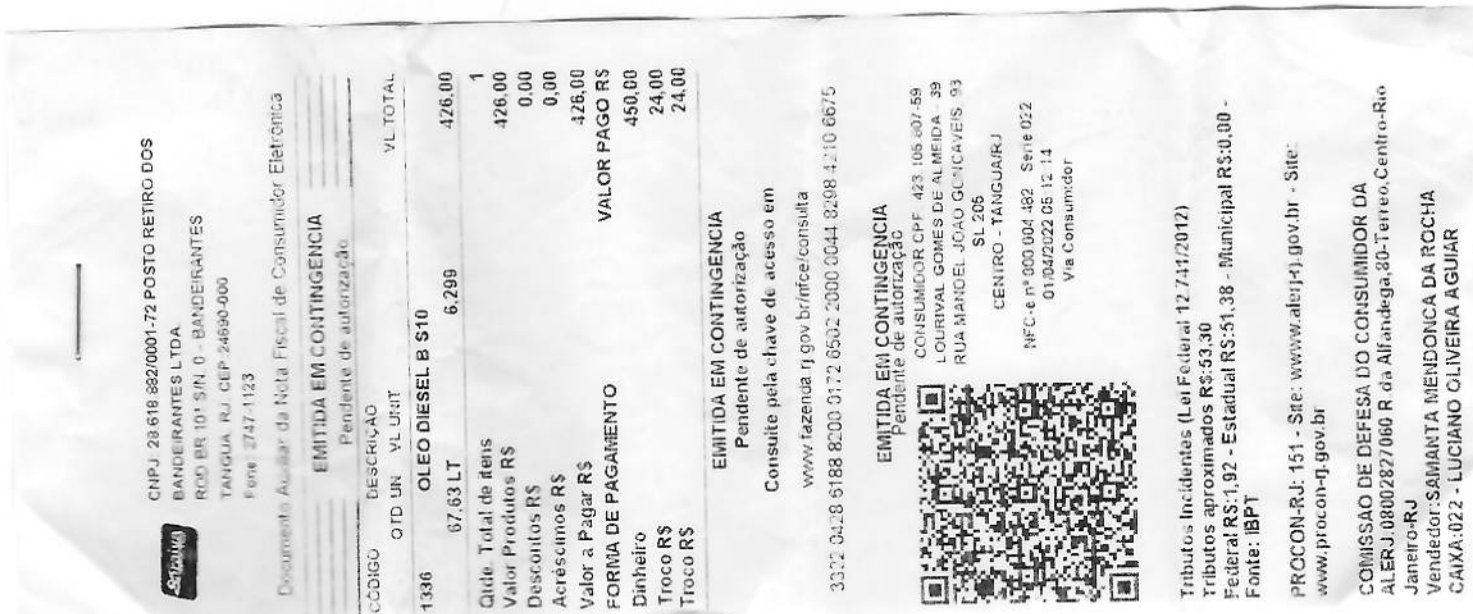 CNPJ: 28.618.882/0001-72 POSTO RETIRO DOS
BANDEIRANTES LTDA
ROD BR 101 S/N, 0 - BANDEIRANTES
TANGUA, RJ, CEP 24690-000
Fone: 2747-1123
Documento Auxiliar da Nota Fiscal de Consumidor Eletrônica
EMITIDA EM CONTINGENCIA
Pendente de autorização
CÓDIGO DESCRIÇÃO
QTD UN VL UNIT VL.TOTAL
1336 OLEO DIESEL B S10
67,63 LT 6,299 426,00
Qtde. Total de itens 1
Valor Produtos R$ 426,00
Descontos R$ 0,00
Acréscimos R$ 0,00
Valor a Pagar R$ 426,00
FORMA DE PAGAMENTO VALOR PAGO R$
Dinheiro 450,00
Troco R$ 24,00
Troco R$ 24.00
EMITIDA EM CONTINGENCIA
Pendente de autorização
Consulte pela chave de acesso em
www.fazenda.rj.gov.br/nfce/consulta
3322 0428 6188 8200 0172 6502 2000 0044 8298 4210 6675
EMITIDA EM CONTINGENCIA
Pendente de autorização
CONSUMIDOR CPF: 423.105.607-59
LOURIVAL GOMES DE ALMEIDA - 39
RUA MANOEL JOAO GONCAVEIS, 93
SL 205
CENTRO - TANGUA/RJ
NFC-e nº 000.004.482 Serie 022
01/04/2022 05:12:14
Via Consumidor
Tributos Incidentes (Lei Federal 12.741/2012)
Tributos aproximados R$:53,30
Federal R$:1,92 - Estadual R$:51,38 - Municipal R$:0,00 -
Fonte: IBPT
PROCON-RJ: 151 - Site: www.alerj.rj.gov.br - Site:
www.procon-rj.gov.br
COMISSAO DE DEFESA DO CONSUMIDOR DA
ALERJ:08002827060 R.da Alfandega,80-Terreo,Centro-Rio
Janeiro-RJ
Vendedor:SAMANTA MENDONCA DA ROCHA
CAIXA:022 - LUCIANO OLIVEIRA AGUIAR